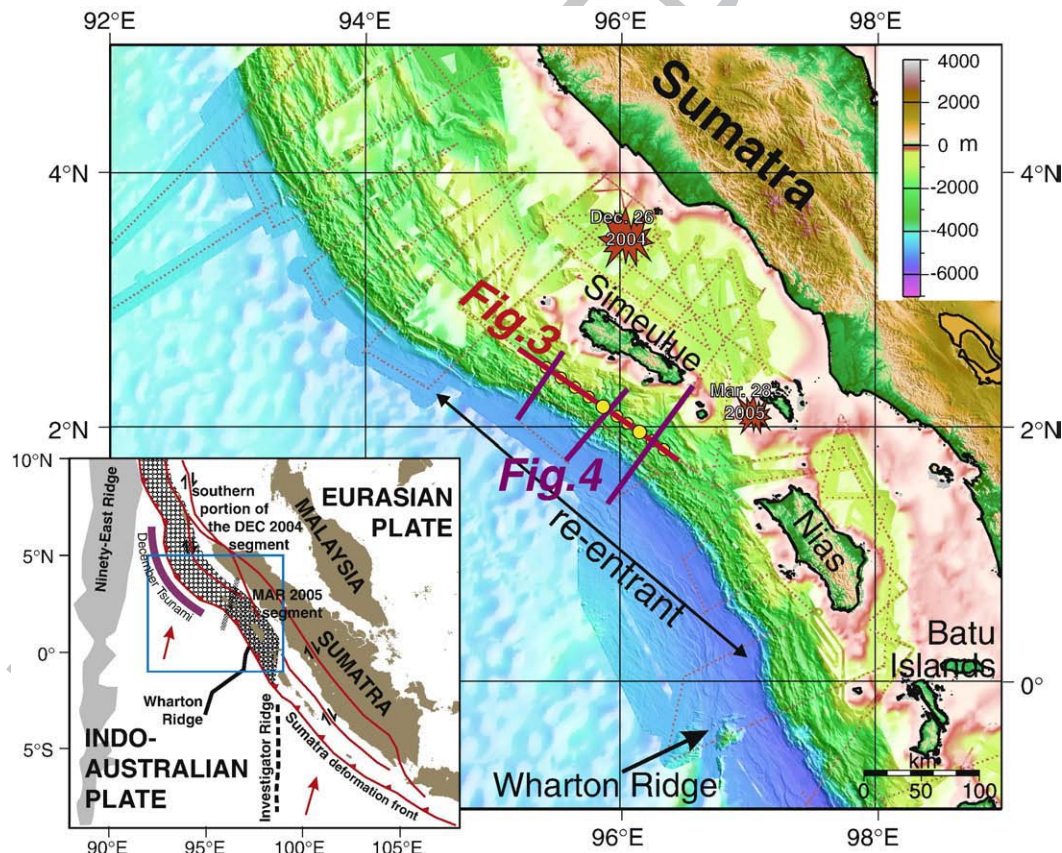 92°E 94°E 96°E 98°E
4000
2000
0 m
-2000
-4000
-6000
4°N 4°N
Sumatra
Dec. 26th
2004
Simeulue
Fig.3
Mar. 28
2005
2°N 2°N
Fig.4
re-entrant
Nias
Batu
Islands
0°
Wharton Ridge
km
0 50 100
96°E 98°E
10°N
5°N
0°
5°S
90°E 95°E 100°E 105°E
Ninety-East Ridge
southern
portion of
the DEC 2004
segment
EURASIAN
PLATE
MALAYSIA
December Tsunami
MAR 2005
segment
SUMATRA
Wharton
Ridge
INDO-
AUSTRALIAN
PLATE
Investigator Ridge
Sumatra deformation front